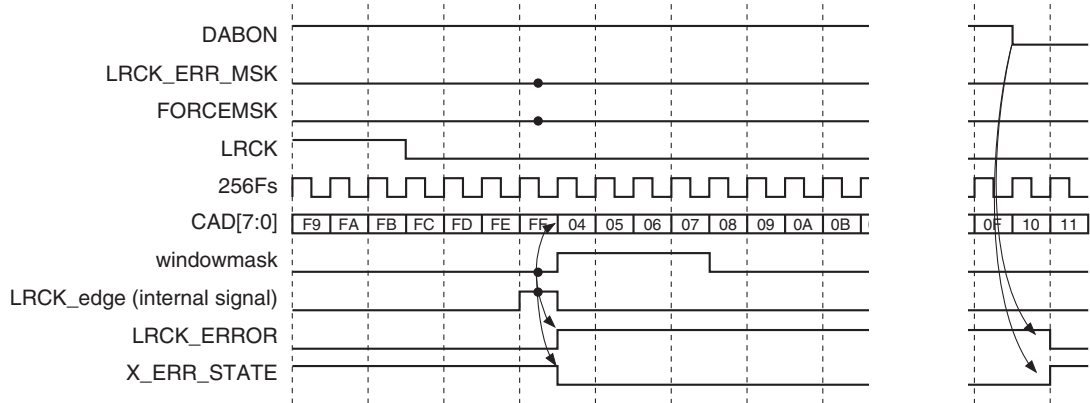 DABON
LRCK_ERR_MSK
FORCEMSK
LRCK
256Fs
CAD[7:0] F9 FA FB FC FD FE FF 04 05 06 07 08 09 0A 0B 0F 10 11
windowmask
LRCK_edge (internal signal)
LRCK_ERROR
X_ERR_STATE